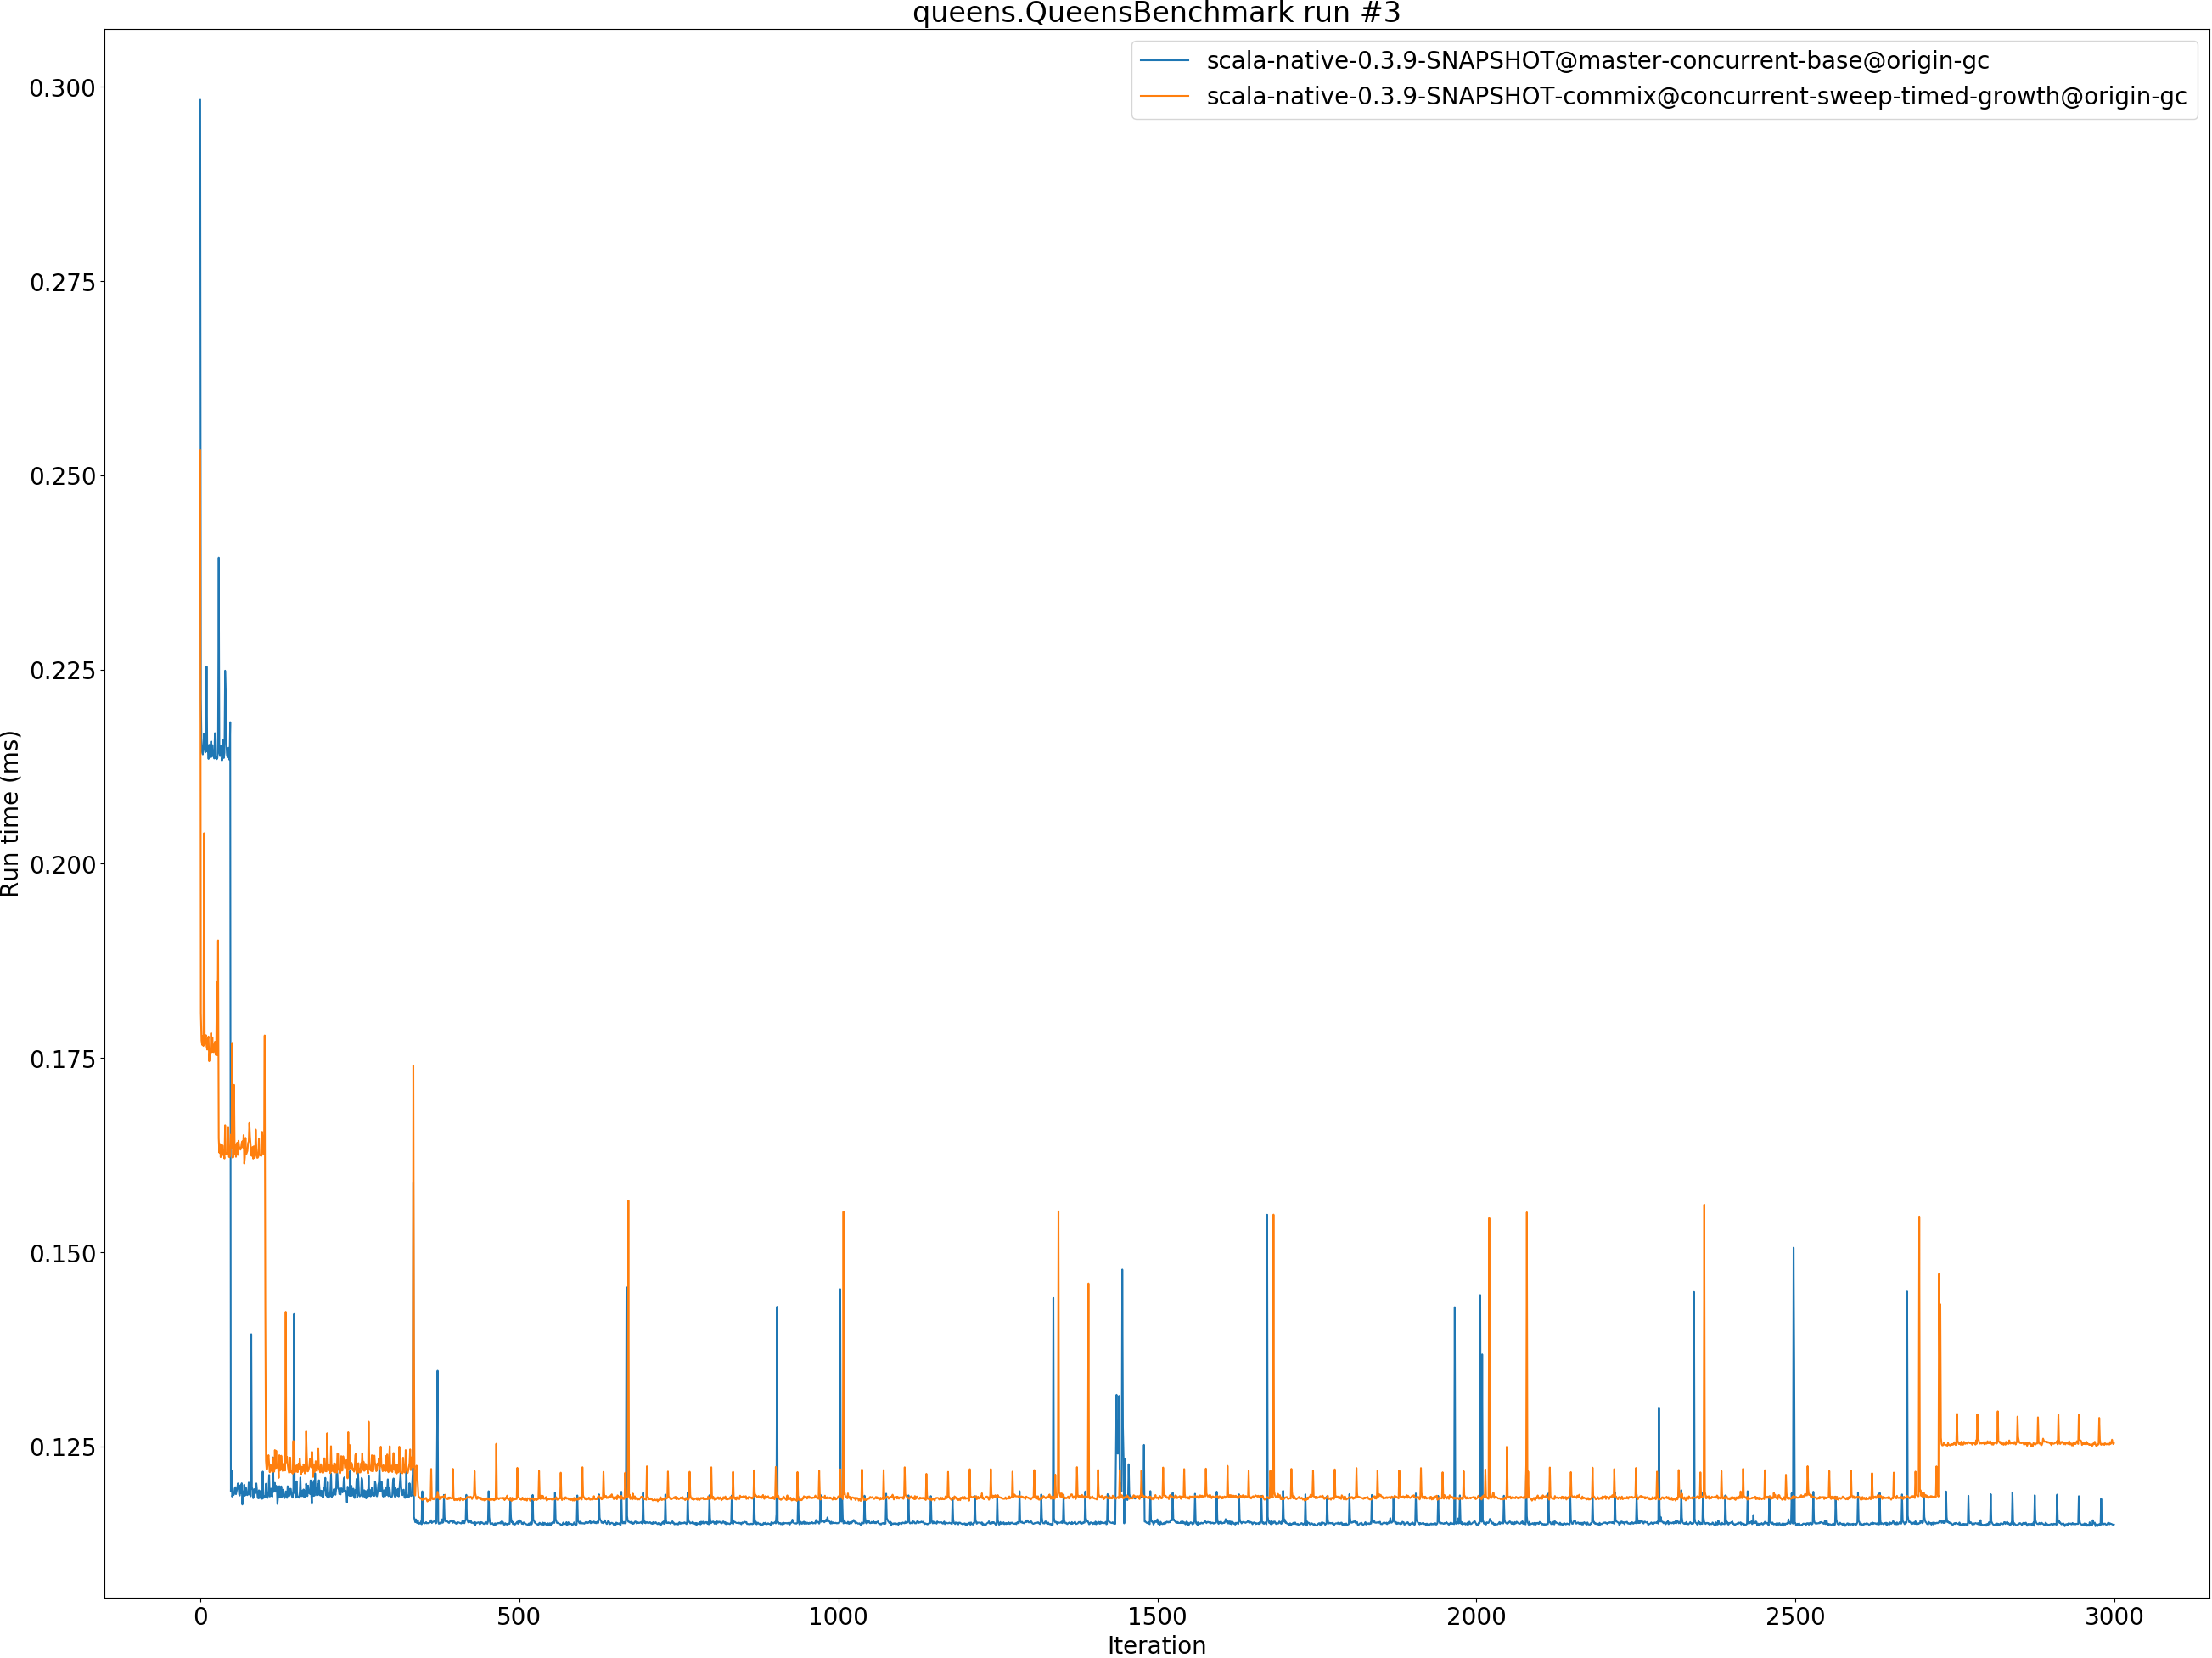 queens.QueensBenchmark run #3
scala-native-0.3.9-SNAPSHOT@master-concurrent-base@origin-gc
scala-native-0.3.9-SNAPSHOT-commix@concurrent-sweep-timed-growth@origin-gc
Run time (ms)
0.300
0.275
0.250
0.225
0.200
0.175
0.150
0.125
0 500 1000 1500 2000 2500 3000
Iteration